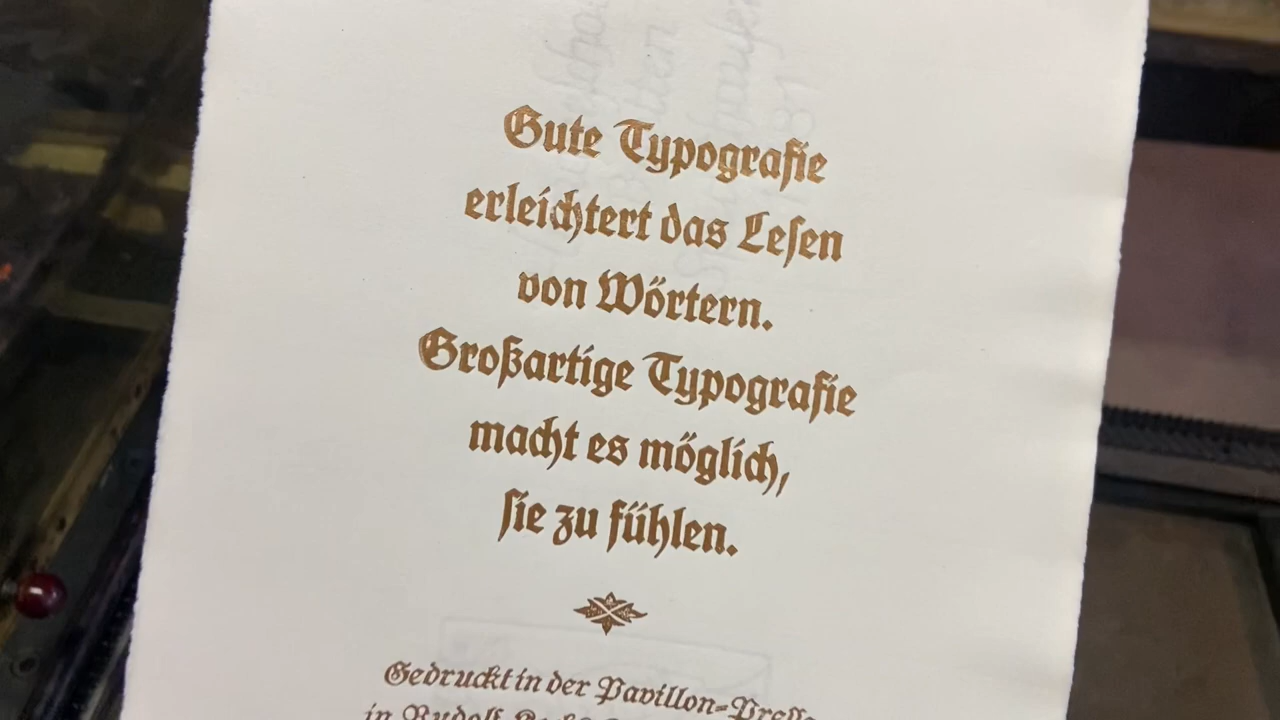 Gute Typografie
erleichtert das Leſen
von Wörtern.
Großartige Typografie
macht es möglich,
ſie zu fühlen.
Gedruckt in der Pavillon-Preſſe
in Rudolf